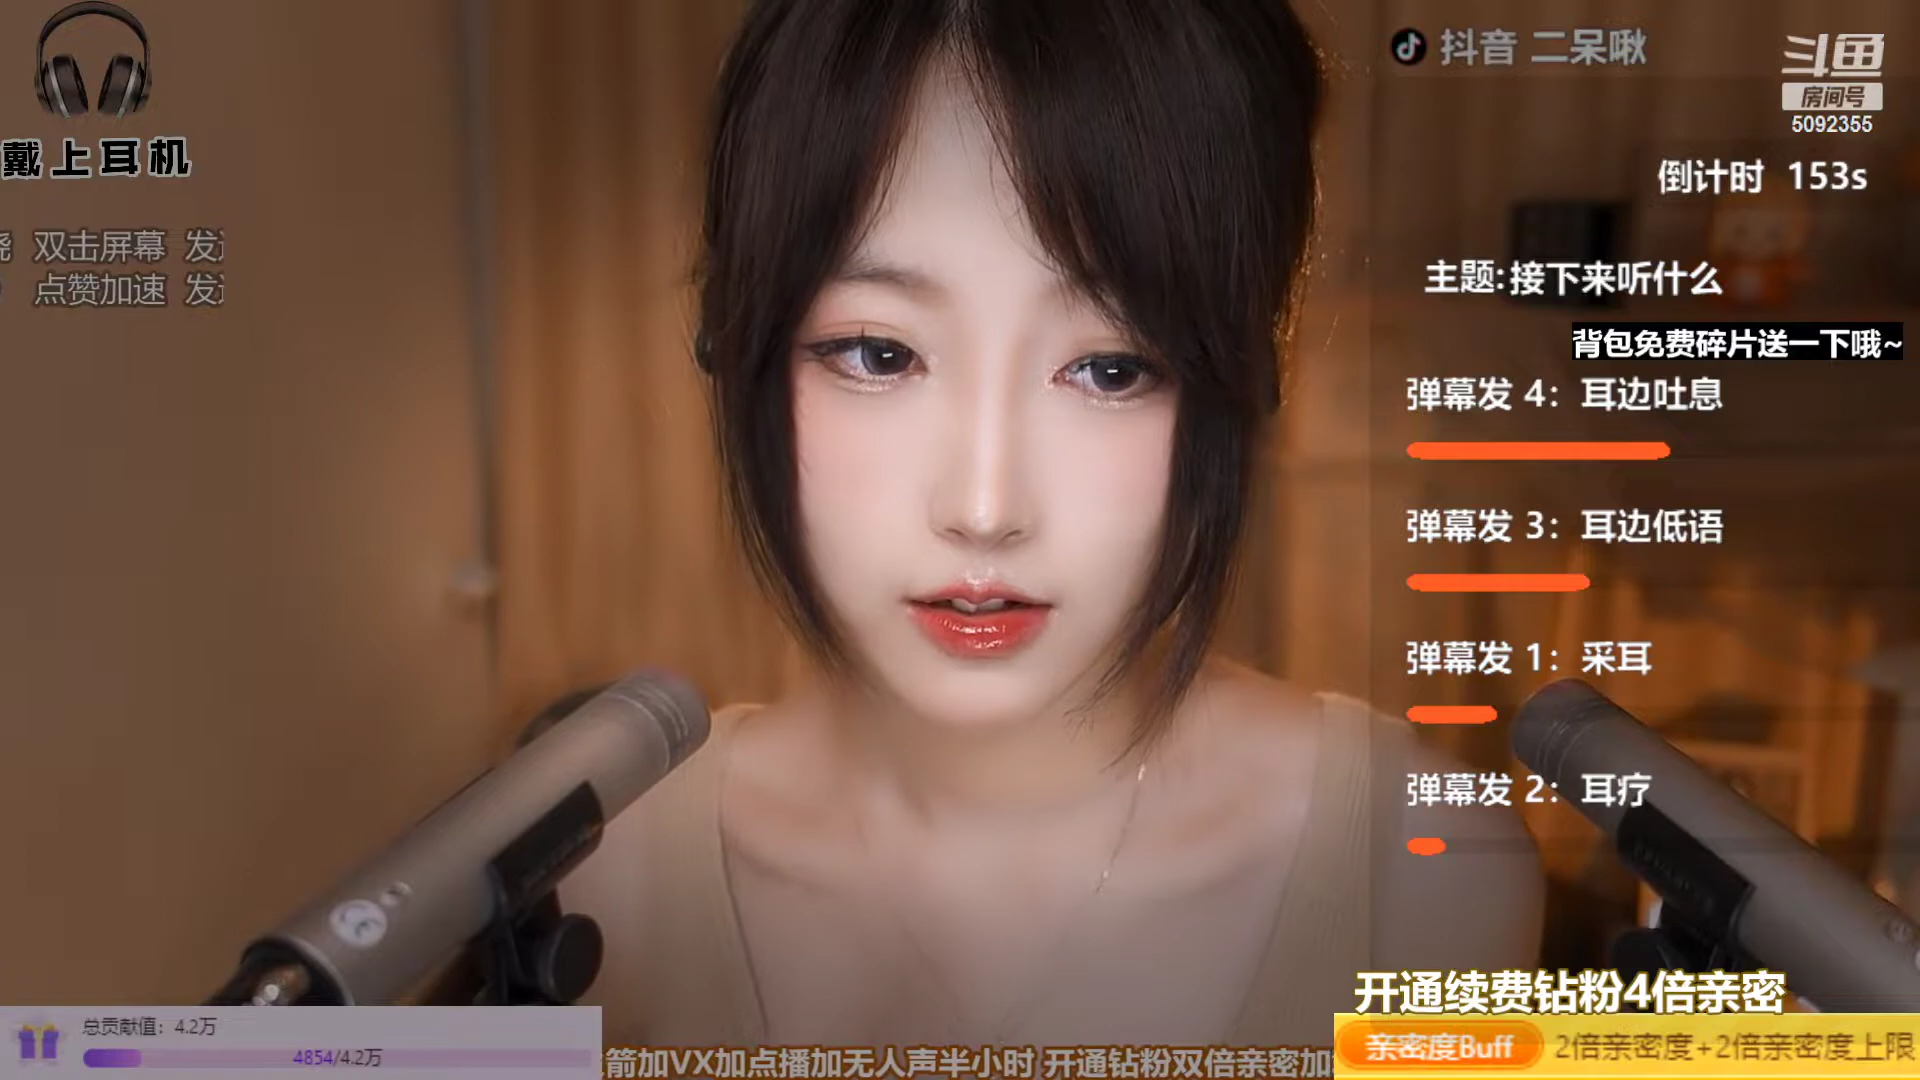 戴上耳机
双击屏幕 发
点赞加速 发
抖音 二呆啾
斗鱼
房间号
5092355
倒计时 153s
主题:接下来听什么
背包免费碎片送一下哦~
弹幕发 4: 耳边吐息
弹幕发 3: 耳边低语
弹幕发 1: 采耳
弹幕发 2: 耳疗
开通续费钻粉4倍亲密
亲密度Buff 2倍亲密度+2倍亲密度上限
总贡献值: 4.2万
4854/4.2万
箭加VX加点播加无人声半小时 开通钻粉双倍亲密加